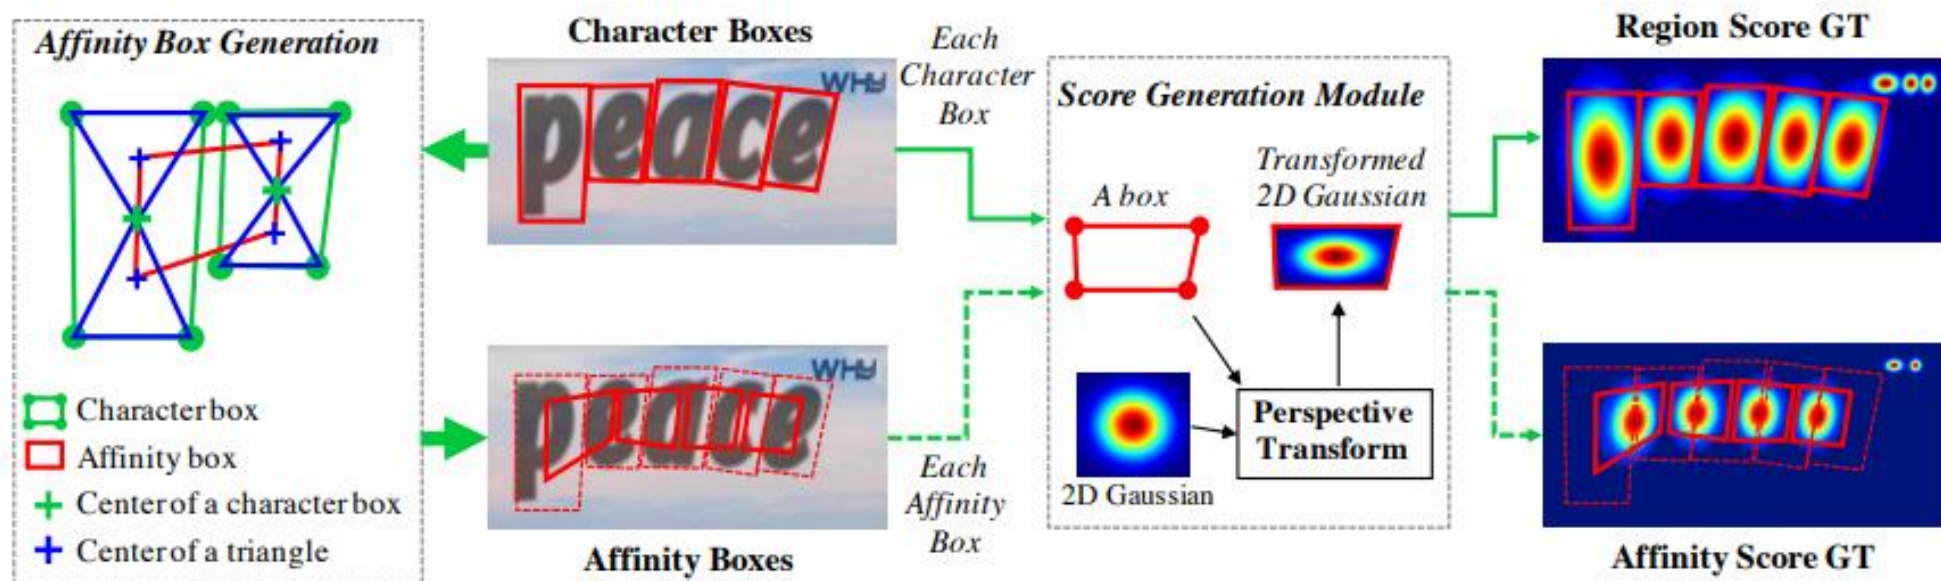 Affinity Box Generation
Character box
Affinity box
Center of a character box
Center of a triangle
Character Boxes
WHY
peace
Each
Character
Box
peace
WHY
Affinity Boxes
Each
Affinity
Box
Score Generation Module
A box
Transformed
2D Gaussian
2D Gaussian
Perspective
Transform
Region Score GT
Affinity Score GT